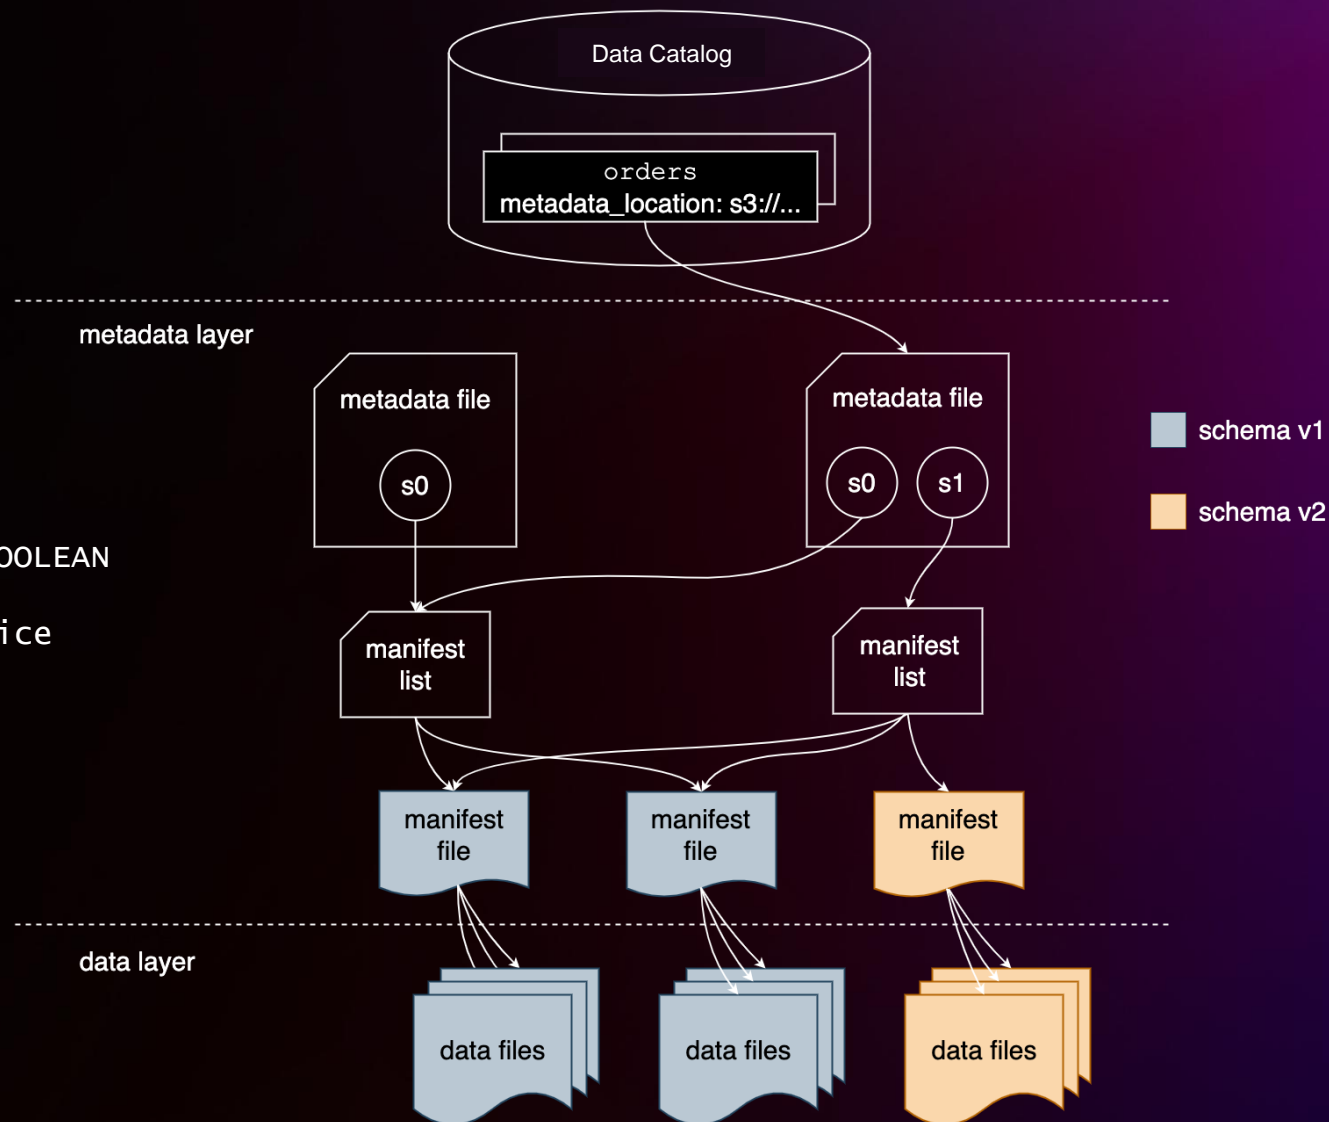 Data Catalog
orders
metadata_location: s3://...
metadata layer
metadata file
s0
metadata file
s0
s1
schema v1
schema v2
OOLEAN
ice
manifest
list
manifest
list
manifest
file
manifest
file
manifest
file
data layer
data files
data files
data files